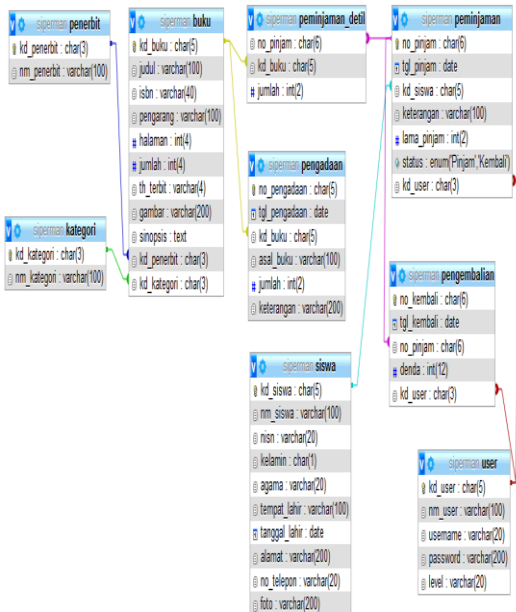 siperman penerbit
kd_penerbit : char(3)
nm_penerbit : varchar(100)
siperman buku
kd_buku : char(5)
judul : varchar(100)
isbn : varchar(40)
pengarang : varchar(100)
halaman : int(4)
jumlah : int(4)
th_terbit : varchar(4)
gambar : varchar(200)
sinopsis : text
kd_penerbit : char(3)
kd_kategori : char(3)
siperman kategori
kd_kategori : char(3)
nm_kategori : varchar(100)
siperman peminjaman_detil
no_pinjam : char(6)
kd_buku : char(5)
jumlah : int(2)
siperman pengadaan
no_pengadaan : char(5)
tgl_pengadaan : date
kd_buku : char(5)
asal_buku : varchar(100)
jumlah : int(2)
keterangan : varchar(200)
siperman siswa
kd_siswa : char(5)
nm_siswa : varchar(100)
nisn : varchar(20)
kelamin : char(1)
agama : varchar(20)
tempat_lahir : varchar(100)
tanggal_lahir : date
alamat : varchar(200)
no_telepon : varchar(20)
foto : varchar(200)
siperman peminjaman
no_pinjam : char(6)
tgl_pinjam : date
kd_siswa : char(5)
keterangan : varchar(100)
lama_pinjam : int(2)
status : enum('Pinjam','Kembali')
kd_user : char(3)
siperman pengembalian
no_kembali : char(6)
tgl_kembali : date
no_pinjam : char(6)
denda : int(12)
kd_user : char(3)
siperman user
kd_user : char(5)
nm_user : varchar(100)
username : varchar(20)
password : varchar(200)
level : varchar(20)